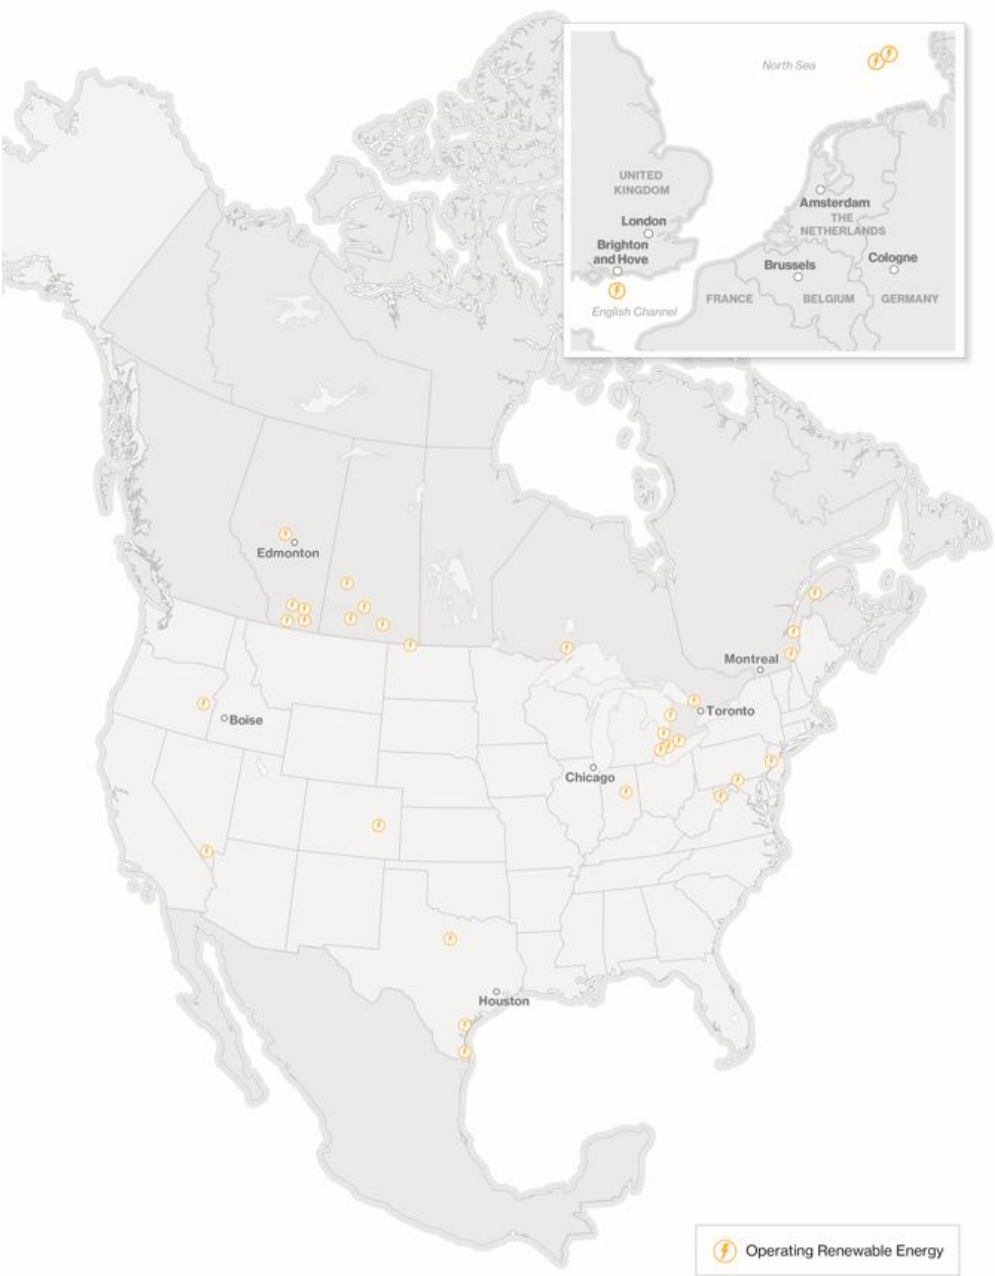 North Sea
UNITED
KINGDOM
London
Brighton
and Hove
English Channel
Amsterdam
THE
NETHERLANDS
Brussels
Cologne
FRANCE
BELGIUM
GERMANY
Edmonton
Montreal
Toronto
Boise
Chicago
Houston
Operating Renewable Energy